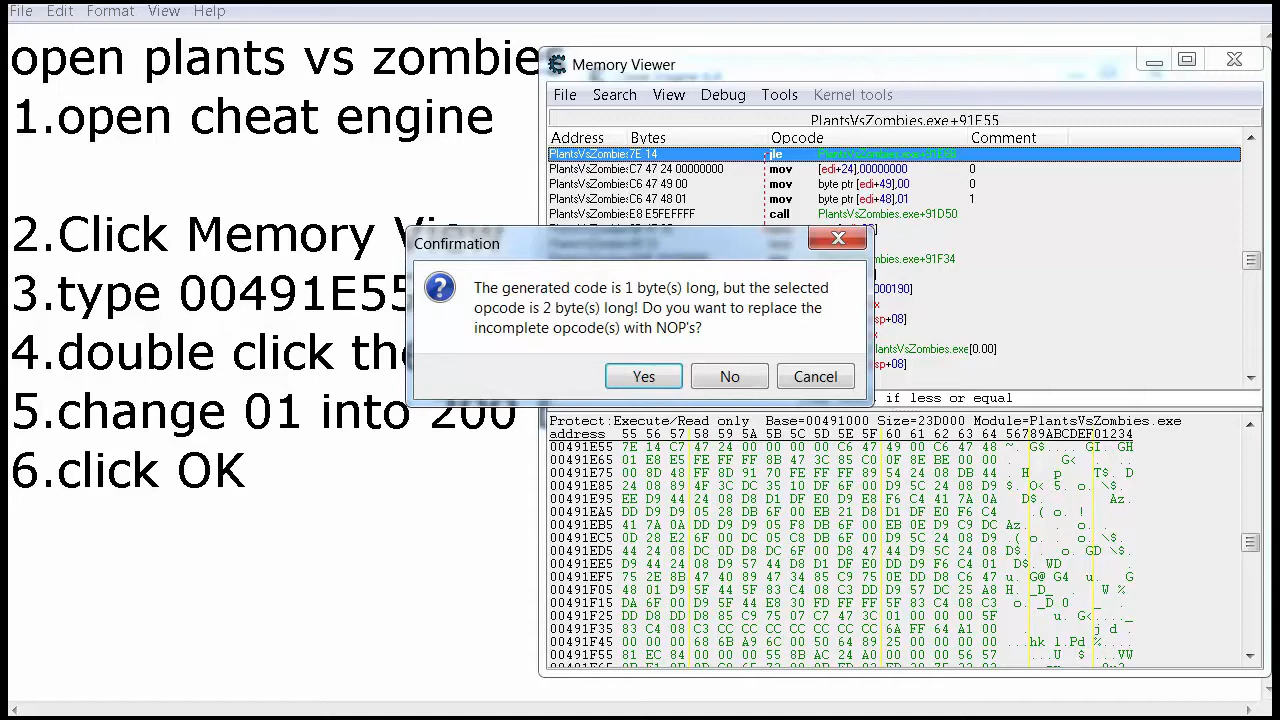 File Edit Format View Help
open plants vs zombies
1.open cheat engine
2.Click Memory Vie
3.type 00491E55
4.double click the
5.change 01 into 200
6.click OK
Memory Viewer
File Search View Debug Tools Kernel tools
PlantsVsZombies.exe+91E55
Address Bytes Opcode Comment
PlantsVsZombies: 7E 14 jle
PlantsVsZombies: C7 47 24 00000000 mov [edi+24],00000000 0
PlantsVsZombies: C6 47 49 00 mov byte ptr [edi+49],00 0
PlantsVsZombies: C6 47 48 01 mov byte ptr [edi+48],01 1
PlantsVsZombies: E8 E5FEFFFF call PlantsVsZombies.exe+91D50
Confirmation
The generated code is 1 byte(s) long, but the selected
opcode is 2 byte(s) long! Do you want to replace the
incomplete opcode(s) with NOP's?
Yes No Cancel
exe+91F34
000190]
sp+08]
lantsVsZombies.exe[0.00]
sp+08]
if less or equal
Protect:Execute/Read only Base=00491000 Size=23D000 Module=PlantsVsZombies.exe
address 55 56 57 58 59 5A 5B 5C 5D 5E 5F 60 61 62 63 64 56789ABCDEF01234
00491E55 7E 14 C7 47 24 00 00 00 00 C6 47 49 00 C6 47 48
00491E65 01 E8 E5 FE FF FF 8B 47 3C 85 C0 0F 8E BE 00 00
00491E75 00 8D 48 FF 8D 91 70 FE FF FF 89 54 24 08 DB 44
00491E85 24 08 89 4F 3C DC 35 10 DF 6F 00 D9 5C 24 08 D9
00491E95 EE D9 44 24 08 D8 D1 DF E0 D9 E8 F6 C4 41 7A 0A
00491EA5 DD D9 D9 05 28 DB 6F 00 EB 21 D8 D1 DF E0 F6 C4
00491EB5 41 7A 0A DD D9 D9 05 F8 DB 6F 00 EB 0E D9 C9 DC
00491EC5 0D 28 E2 6F 00 DC 05 C8 DB 6F 00 D9 5C 24 08 D9
00491ED5 44 24 08 DC 0D D8 DC 6F 00 D8 47 44 D9 5C 24 08
00491EE5 D9 44 24 08 D9 57 44 D8 D1 DF E0 DD D9 F6 C4 01
00491EF5 75 2E 8B 47 40 89 47 34 85 C9 75 0E DD D8 C6 47
00491F05 48 01 D9 5F 44 5F 83 C4 08 C3 DD D9 57 DC 25 A8
00491F15 DA 6F 00 D9 5F 44 E8 30 FD FF FF 5F 83 C4 08 C3
00491F25 DD D8 DD D8 85 C9 75 07 C7 47 3C 01 00 00 00 5F
00491F35 83 C4 08 C3 CC CC CC CC CC CC CC 6A FF 64 A1 00
00491F45 00 00 00 68 6B A9 6C 00 50 64 89 25 00 00 00 00
00491F55 81 EC 84 00 00 00 55 8B AC 24 A0 00 00 00 56 57